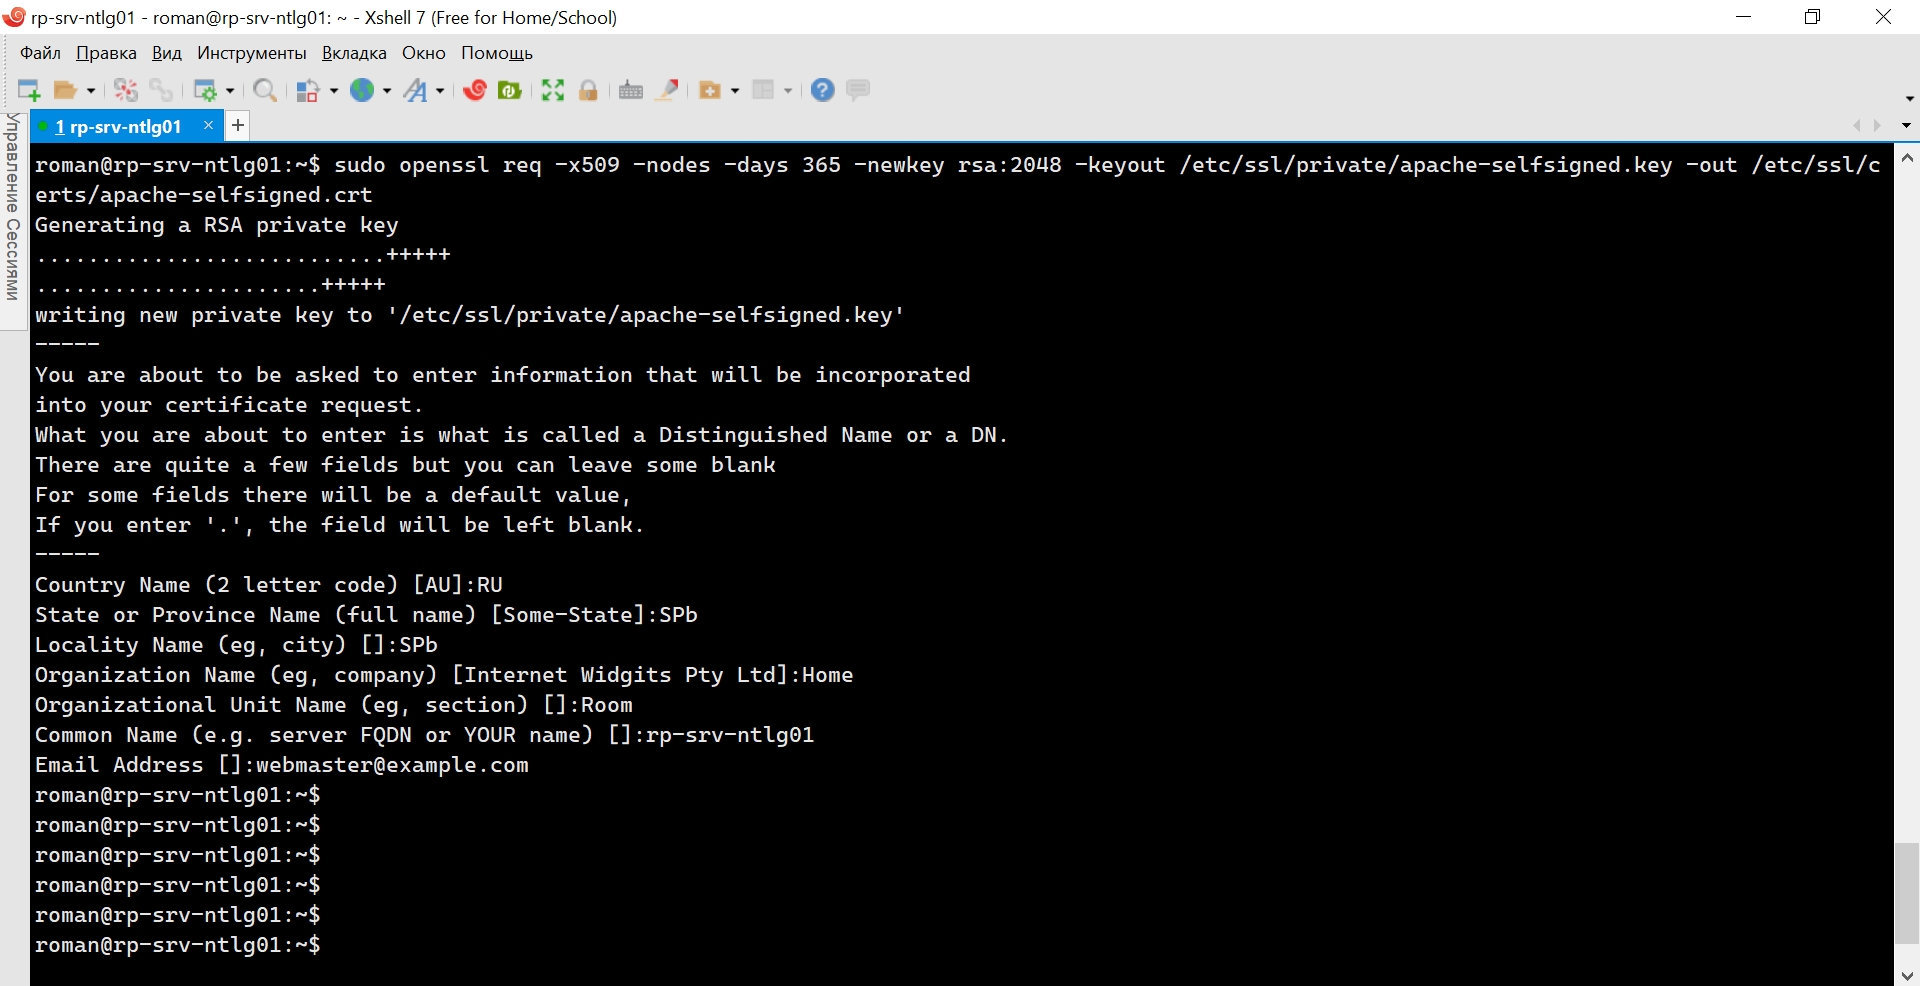 rp-srv-ntlg01 - roman@rp-srv-ntlg01: ~ - Xshell 7 (Free for Home/School)
Файл Правка Вид Инструменты Вкладка Окно Помощь
Управление Сессиями
1 rp-srv-ntlg01 × +
roman@rp-srv-ntlg01:~$ sudo openssl req -x509 -nodes -days 365 -newkey rsa:2048 -keyout /etc/ssl/private/apache-selfsigned.key -out /etc/ssl/c
erts/apache-selfsigned.crt
Generating a RSA private key
...........................+++++
......................+++++
writing new private key to '/etc/ssl/private/apache-selfsigned.key'
-----
You are about to be asked to enter information that will be incorporated
into your certificate request.
What you are about to enter is what is called a Distinguished Name or a DN.
There are quite a few fields but you can leave some blank
For some fields there will be a default value,
If you enter '.', the field will be left blank.
-----
Country Name (2 letter code) [AU]:RU
State or Province Name (full name) [Some-State]:SPb
Locality Name (eg, city) []:SPb
Organization Name (eg, company) [Internet Widgits Pty Ltd]:Home
Organizational Unit Name (eg, section) []:Room
Common Name (e.g. server FQDN or YOUR name) []:rp-srv-ntlg01
Email Address []:webmaster@example.com
roman@rp-srv-ntlg01:~$
roman@rp-srv-ntlg01:~$
roman@rp-srv-ntlg01:~$
roman@rp-srv-ntlg01:~$
roman@rp-srv-ntlg01:~$
roman@rp-srv-ntlg01:~$